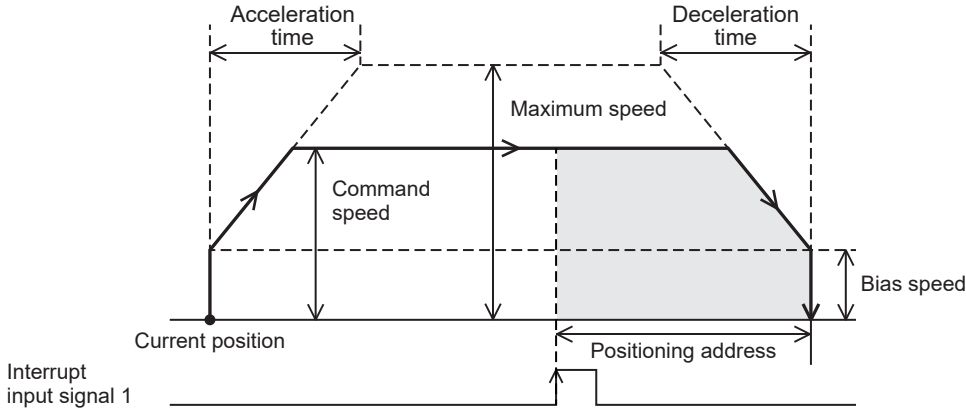 Acceleration
time
Deceleration
time
Maximum speed
Command
speed
Bias speed
Current position
Positioning address
Interrupt
input signal 1